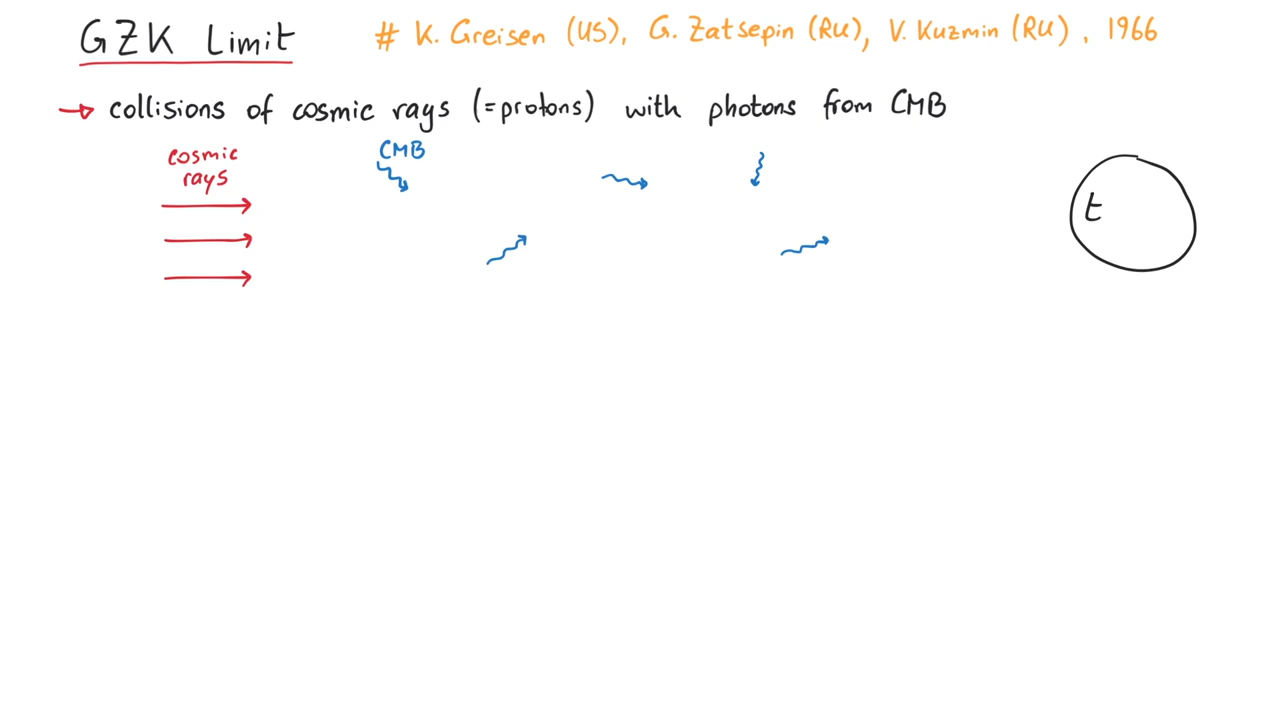 GZK Limit # K. Greisen (US), G. Zatsepin (RU), V. Kuzmin (RU), 1966
→ collisions of cosmic rays (=protons) with photons from CMB
cosmic
rays
CMB
t